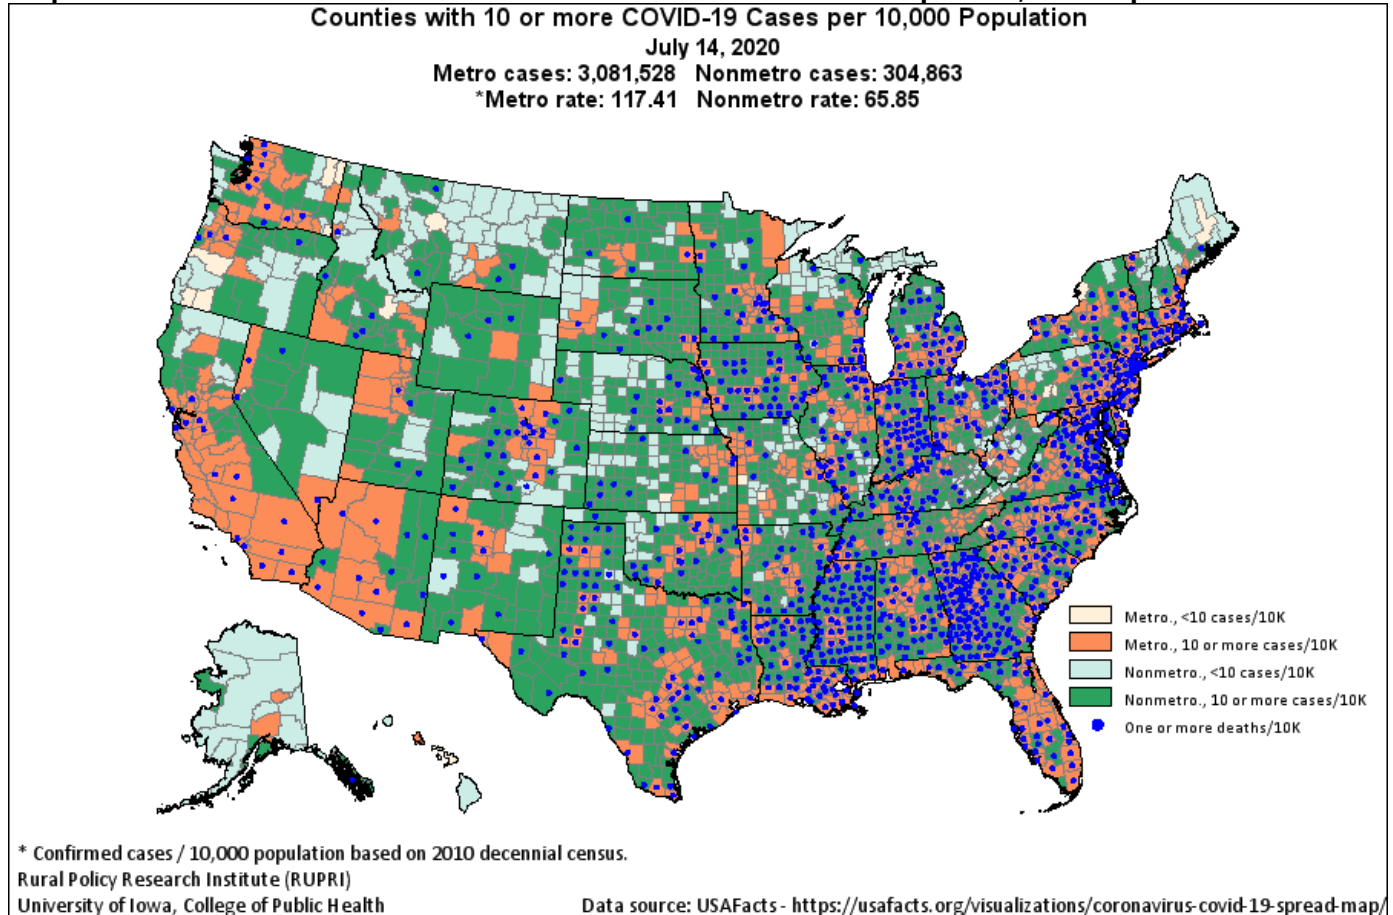 Counties with 10 or more COVID-19 Cases per 10,000 Population
July 14, 2020
Metro cases: 3,081,528 Nonmetro cases: 304,863
*Metro rate: 117.41 Nonmetro rate: 65.85
Metro., <10 cases/10K
Metro., 10 or more cases/10K
Nonmetro., <10 cases/10K
Nonmetro., 10 or more cases/10K
One or more deaths/10K
* Confirmed cases / 10,000 population based on 2010 decennial census.
Rural Policy Research Institute (RUPRI)
University of Iowa, College of Public Health
Data source: USAFacts - https://usafacts.org/visualizations/coronavirus-covid-19-spread-map/